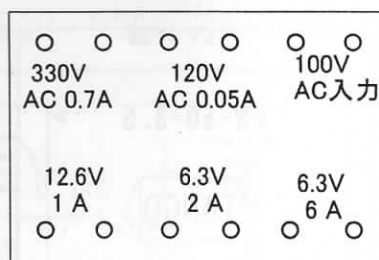 330V
AC 0.7A
120V
AC 0.05A
100V
AC入力
12.6V
1 A
6.3V
2 A
6.3V
6 A